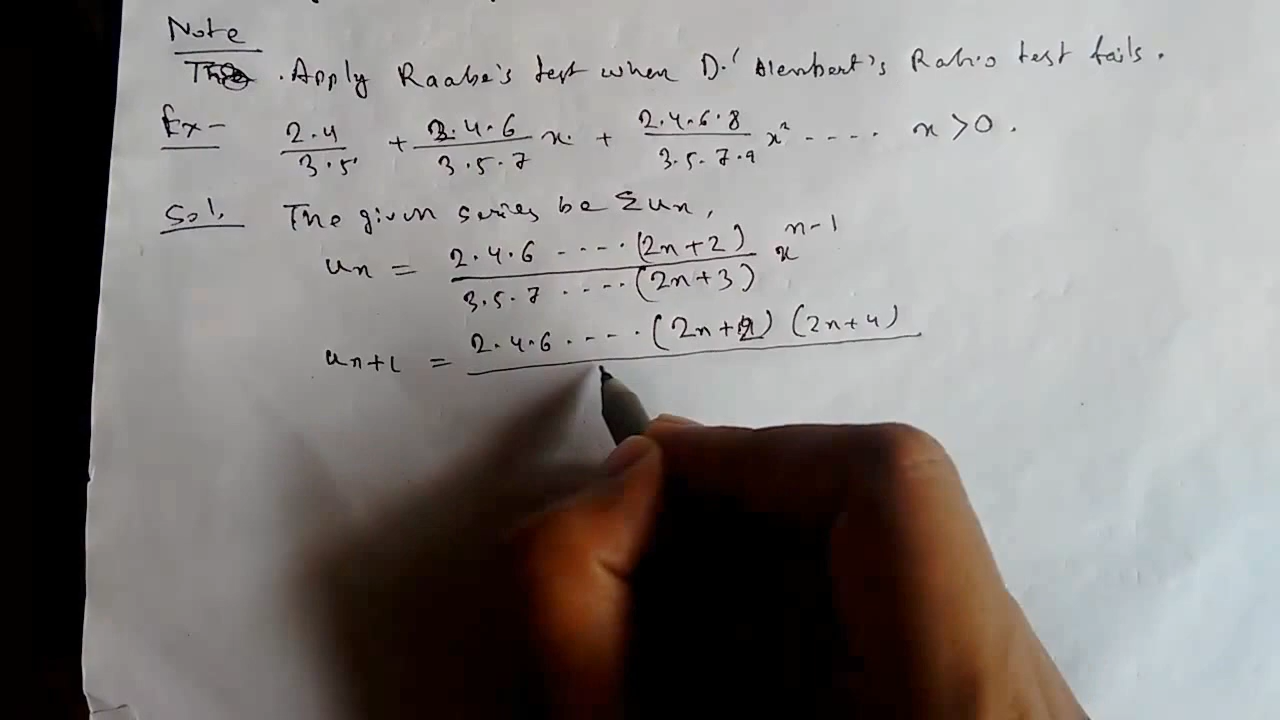 Note
. Apply Raabe's test when D.' Alembert's Ratio test fails.
Ex- 2.4/3.5 + 2.4.6/3.5.7 x. + 2.4.6.8/3.5.7.9 x² ---- x > 0.
Sol. The given series be Σun,
un = 2.4.6 ----. (2n+2)/3.5.7 ..... (2n+3) x^n-1
un+1 = 2.4.6 .---. (2n+2) (2n+4)